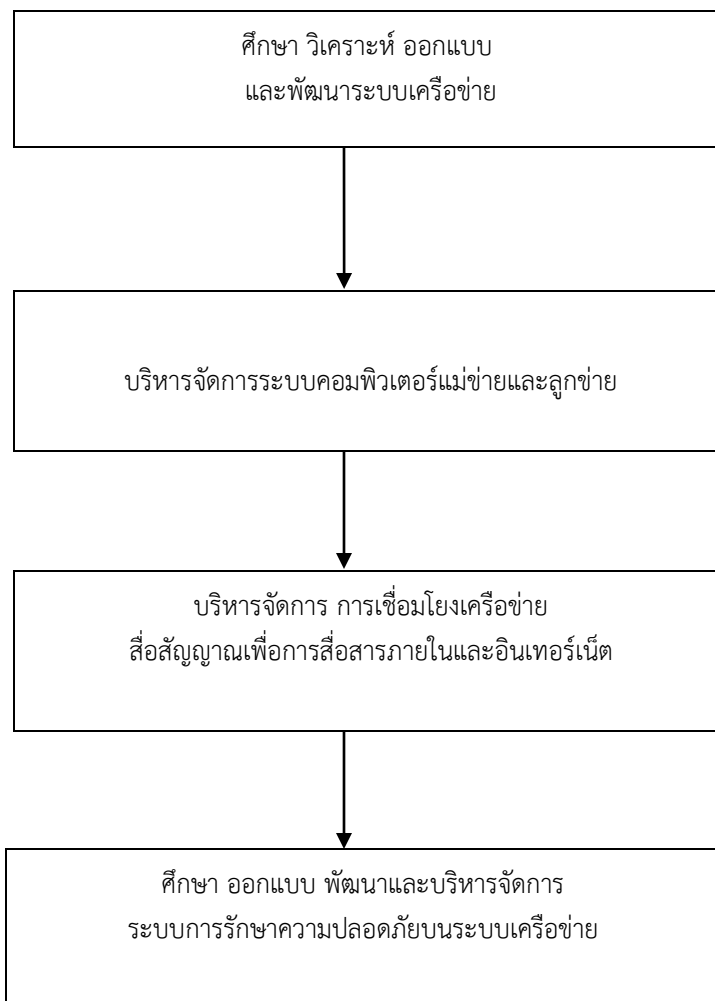 ศึกษา วิเคราะห์ ออกแบบ
และพัฒนาระบบเครือข่าย
บริหารจัดการระบบคอมพิวเตอร์แม่ข่ายและลูกข่าย
บริหารจัดการ การเชื่อมโยงเครือข่าย
สื่อสัญญาณเพื่อการสื่อสารภายในและอินเทอร์เน็ต
ศึกษา ออกแบบ พัฒนาและบริหารจัดการ
ระบบการรักษาความปลอดภัยบนระบบเครือข่าย